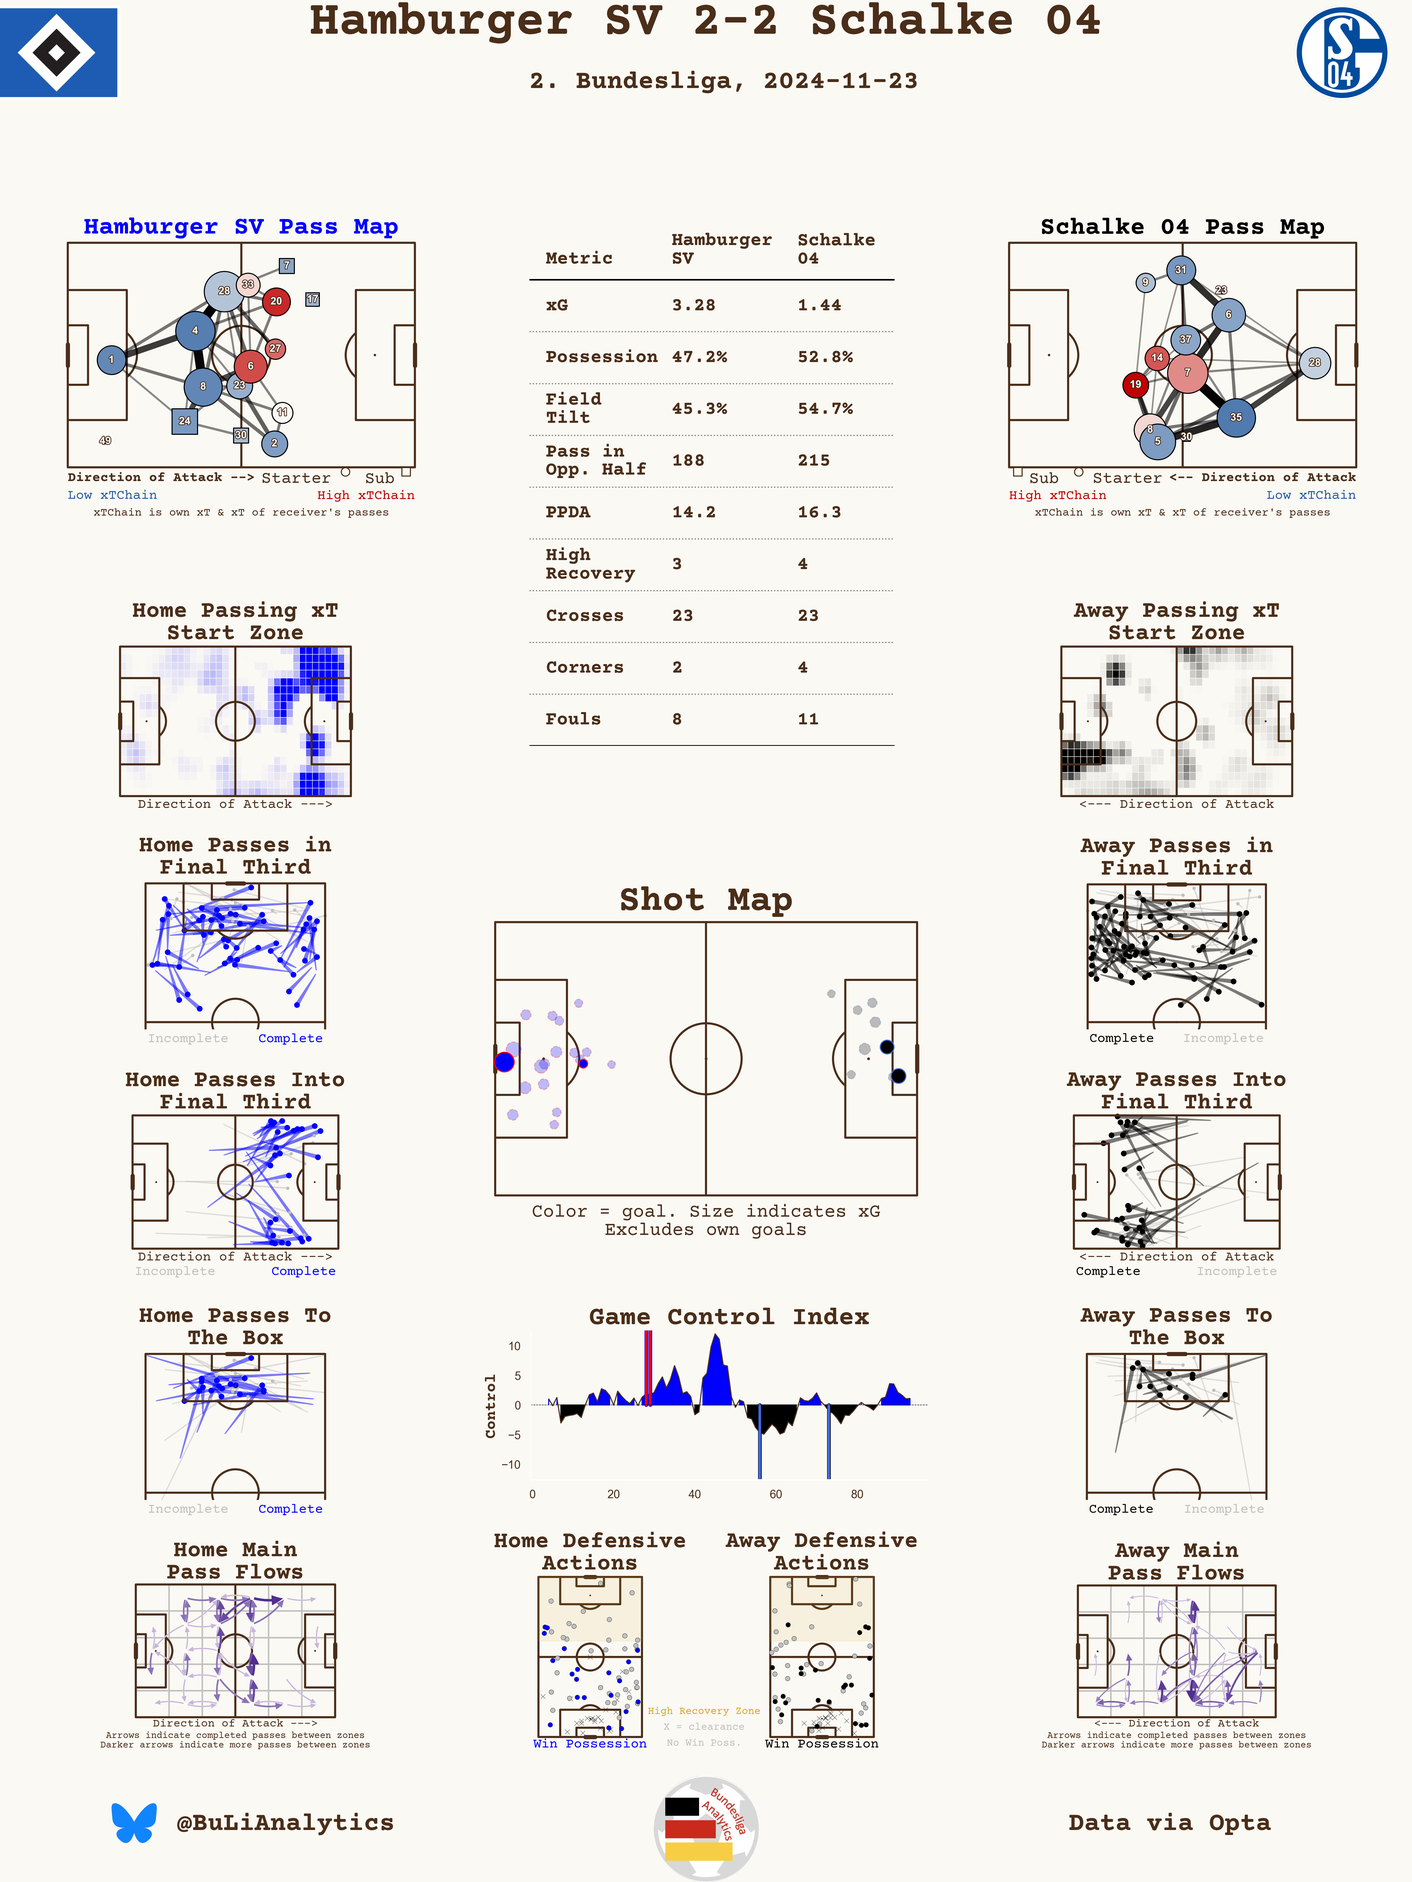 Hamburger SV 2-2 Schalke 04
2. Bundesliga, 2024-11-23
S
04
Hamburger SV Pass Map
7
28
33
20
17
4
27
1
6
8
23
11
24
30
2
49
Direction of Attack --> Starter Sub
Low xTChain High xTChain
xTChain is own xT & xT of receiver's passes
Metric Hamburger SV Schalke 04
xG 3.28 1.44
Possession 47.2% 52.8%
Field Tilt 45.3% 54.7%
Pass in Opp. Half 188 215
PPDA 14.2 16.3
High Recovery 3 4
Crosses 23 23
Corners 2 4
Fouls 8 11
Schalke 04 Pass Map
31
9
23
6
37
14
28
7
19
35
8
30
5
Sub Starter <-- Direction of Attack
High xTChain Low xTChain
xTChain is own xT & xT of receiver's passes
Home Passing xT
Start Zone
Direction of Attack --->
Away Passing xT
Start Zone
<--- Direction of Attack
Home Passes in
Final Third
Incomplete Complete
Away Passes in
Final Third
Complete Incomplete
Shot Map
Color = goal. Size indicates xG
Excludes own goals
Home Passes Into
Final Third
Direction of Attack --->
Incomplete Complete
Away Passes Into
Final Third
<--- Direction of Attack
Complete Incomplete
Home Passes To
The Box
Incomplete Complete
Game Control Index
Control
10
5
0
−5
−10
0 20 40 60 80
Away Passes To
The Box
Complete Incomplete
Home Main
Pass Flows
Direction of Attack --->
Arrows indicate completed passes between zones
Darker arrows indicate more passes between zones
Home Defensive
Actions
Win Possession
High Recovery Zone
X = clearance
No Win Poss.
Away Defensive
Actions
Win Possession
Away Main
Pass Flows
<--- Direction of Attack
Arrows indicate completed passes between zones
Darker arrows indicate more passes between zones
@BuLiAnalytics
Bundesliga
Analytics
Data via Opta